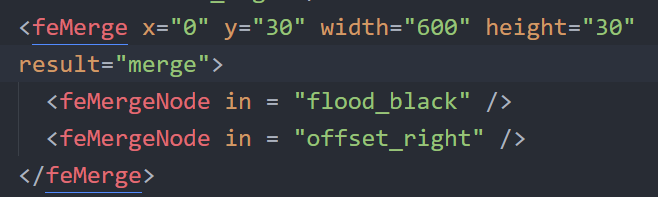 <feMerge x="0" y="30" width="600" height="30"
result="merge">
<feMergeNode in = "flood_black" />
<feMergeNode in = "offset_right" />
</feMerge>